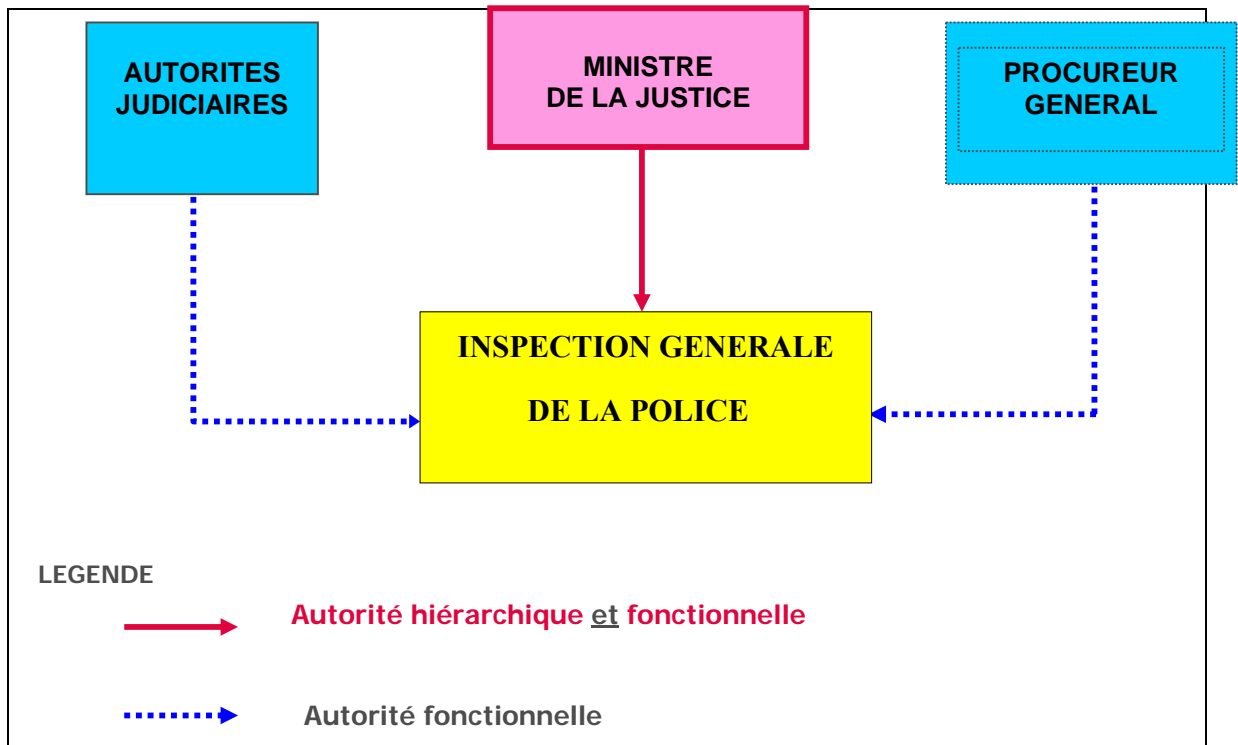 AUTORITES
JUDICIAIRES
MINISTRE
DE LA JUSTICE
PROCUREUR
GENERAL
INSPECTION GENERALE
DE LA POLICE
LEGENDE
Autorité hiérarchique et fonctionnelle
Autorité fonctionnelle